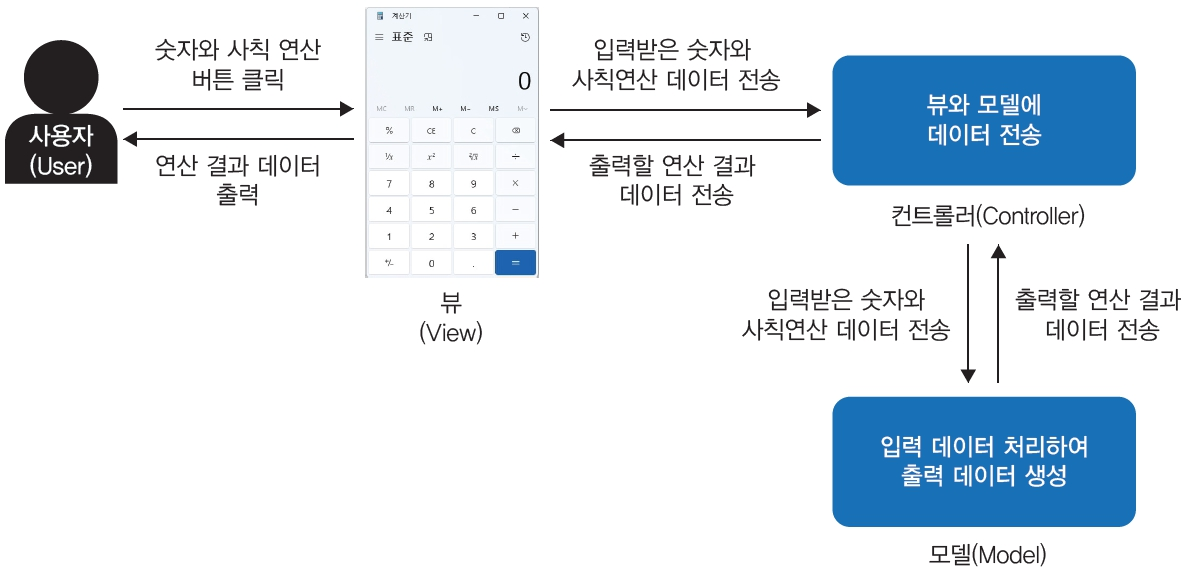 숫자와 사칙 연산
버튼 클릭
사용자
(User)
연산 결과 데이터
출력
계산기
표준
0
MC MR M+ M- MS M˅
% CE C
¹/x x² ²√x ÷
7 8 9 ×
4 5 6 −
1 2 3 +
+/− 0 . =
뷰
(View)
입력받은 숫자와
사칙연산 데이터 전송
출력할 연산 결과
데이터 전송
뷰와 모델에
데이터 전송
컨트롤러(Controller)
입력받은 숫자와
사칙연산 데이터 전송
출력할 연산 결과
데이터 전송
입력 데이터 처리하여
출력 데이터 생성
모델(Model)